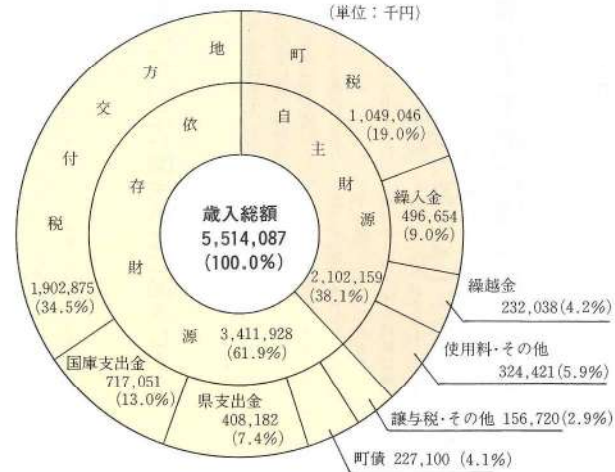 (単位：千円)
歳入総額
5,514,087
(100.0%)
自主財源
2,102,159
(38.1%)
町税
1,049,046
(19.0%)
繰入金
496,654
(9.0%)
繰越金
232,038(4.2%)
使用料･その他
324,421(5.9%)
依存財源
3,411,928
(61.9%)
譲与税･その他 156,720(2.9%)
町債 227,100 (4.1%)
県支出金
408,182
(7.4%)
国庫支出金
717,051
(13.0%)
地方交付税
1,902,875
(34.5%)